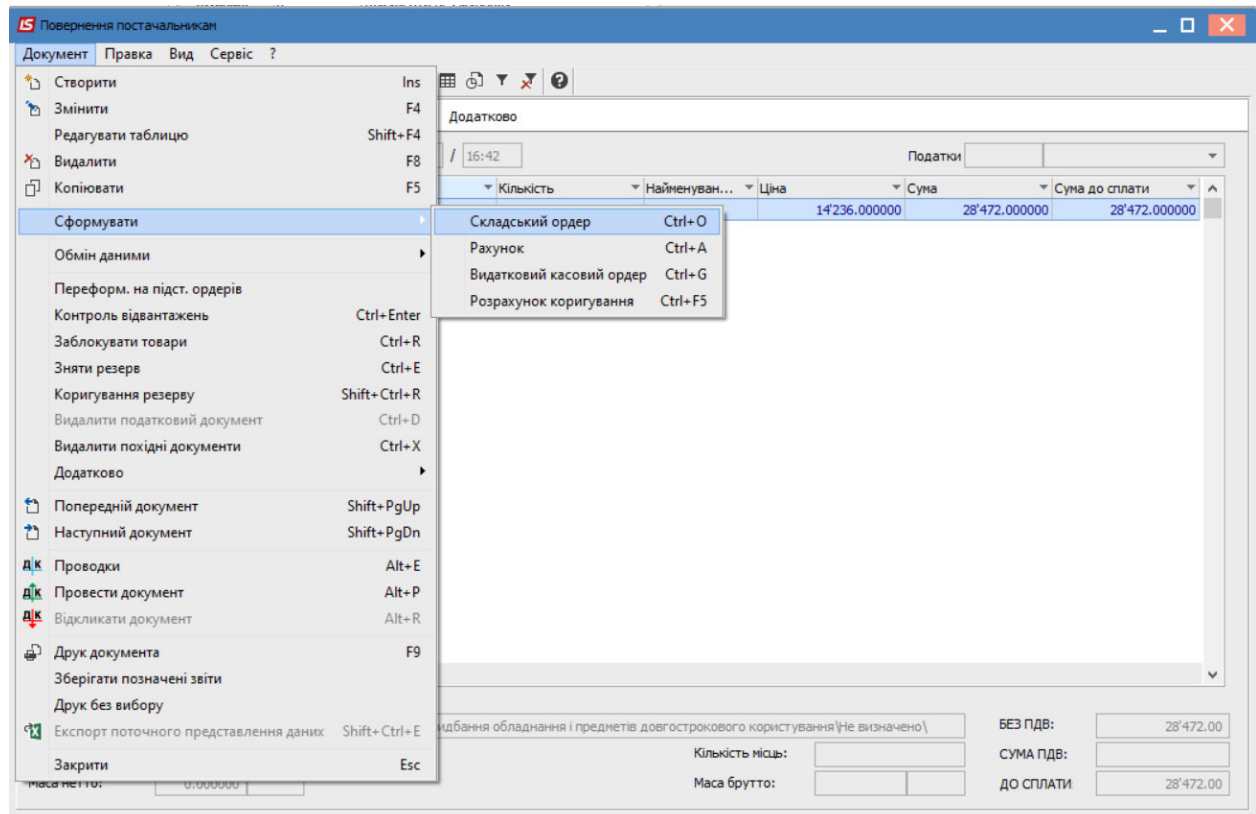 Повернення постачальникам
Документ Правка Вид Сервіс ?
Створити Ins
Змінити F4
Редагувати таблицю Shift+F4
Видалити F8
Копіювати F5
Сформувати
Обмін даними
Переформ. на підст. ордерів
Контроль відвантажень Ctrl+Enter
Заблокувати товари Ctrl+R
Зняти резерв Ctrl+E
Коригування резерву Shift+Ctrl+R
Видалити податковий документ Ctrl+D
Видалити похідні документи Ctrl+X
Додатково
Попередній документ Shift+PgUp
Наступний документ Shift+PgDn
Проводки Alt+E
Провести документ Alt+P
Відкликати документ Alt+R
Друк документа F9
Зберігати позначені звіти
Друк без вибору
Експорт поточного представлення даних Shift+Ctrl+E
Закрити Esc
Складський ордер Ctrl+O
Рахунок Ctrl+A
Видатковий касовий ордер Ctrl+G
Розрахунок коригування Ctrl+F5
Додатково
/ 16:42 Податки
Кількість Найменуван... Ціна Сума Сума до сплати
14'236.000000 28'472.000000 28'472.000000
обладнання і предметів довгострокового користування\Не визначено\ БЕЗ ПДВ: 28'472.00
Кількість місць: СУМА ПДВ:
Маса нетто: 0.000000 Маса брутто: ДО СПЛАТИ 28'472.00